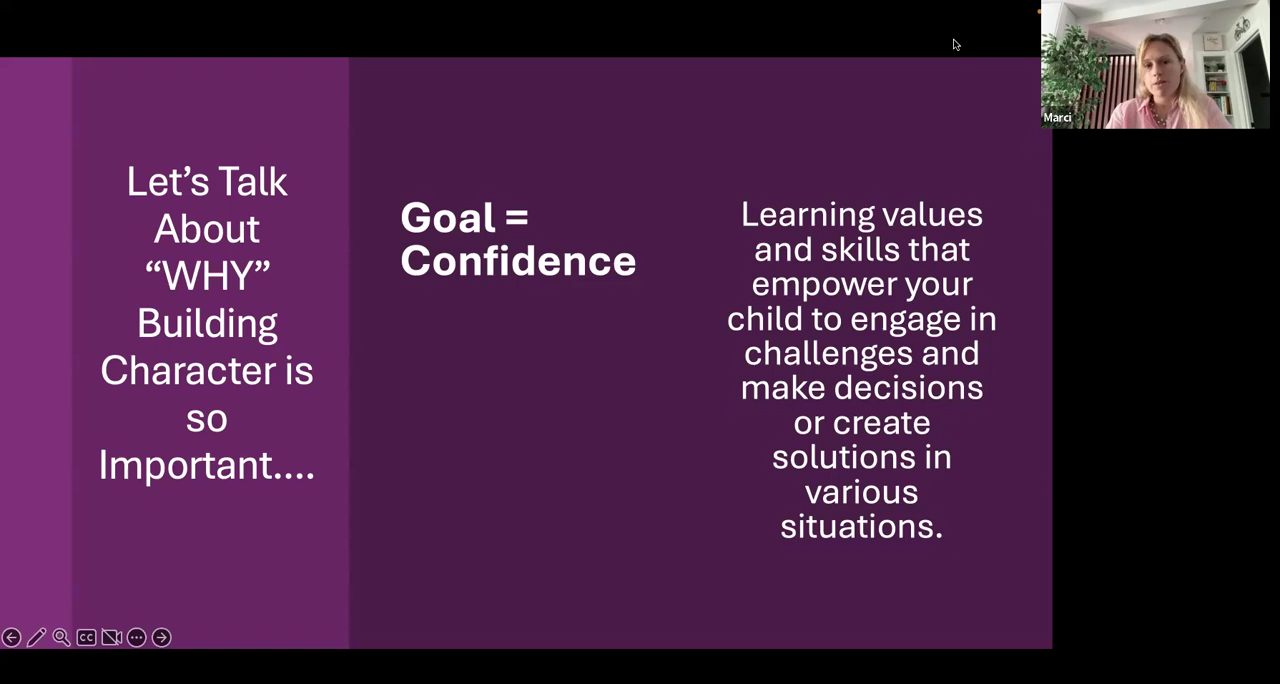 Let’s Talk
About
“WHY”
Building
Character is
so
Important....
Goal =
Confidence
Learning values
and skills that
empower your
child to engage in
challenges and
make decisions
or create
solutions in
various
situations.
Marci
CC